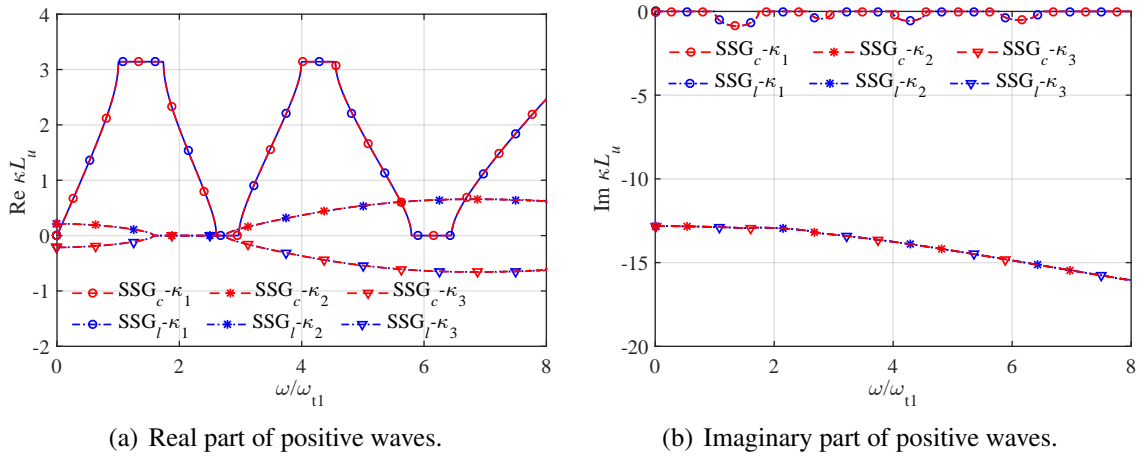 4
3
2
1
0
-1
-2
Re κL_u
SSG_c-κ_1 SSG_c-κ_2 SSG_c-κ_3
SSG_l-κ_1 SSG_l-κ_2 SSG_l-κ_3
0 2 4 6 8
ω/ω_t1
(a) Real part of positive waves.
0
-5
-10
-15
-20
Im κL_u
SSG_c-κ_1 SSG_c-κ_2 SSG_c-κ_3
SSG_l-κ_1 SSG_l-κ_2 SSG_l-κ_3
0 2 4 6 8
ω/ω_t1
(b) Imaginary part of positive waves.